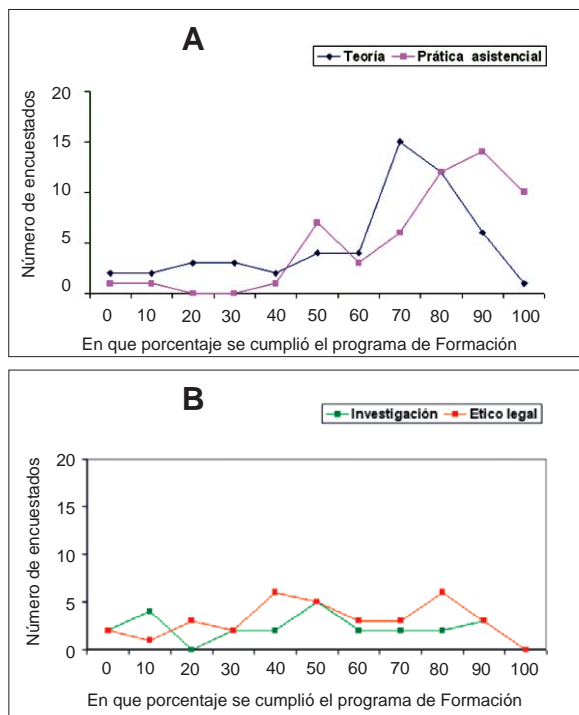 A
Teoría Prática asistencial
Número de encuestados
20
15
10
5
0
0 10 20 30 40 50 60 70 80 90 100
En que porcentaje se cumplió el programa de Formación
B
Investigación Etico legal
Número de encuestados
20
15
10
5
0
0 10 20 30 40 50 60 70 80 90 100
En que porcentaje se cumplió el programa de Formación